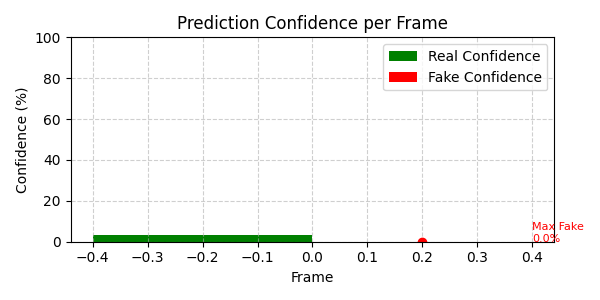 Prediction Confidence per Frame
100
80
60
40
20
0
Confidence (%)
Real Confidence
Fake Confidence
Max Fake
0.0%
−0.4 −0.3 −0.2 −0.1 0.0 0.1 0.2 0.3 0.4
Frame